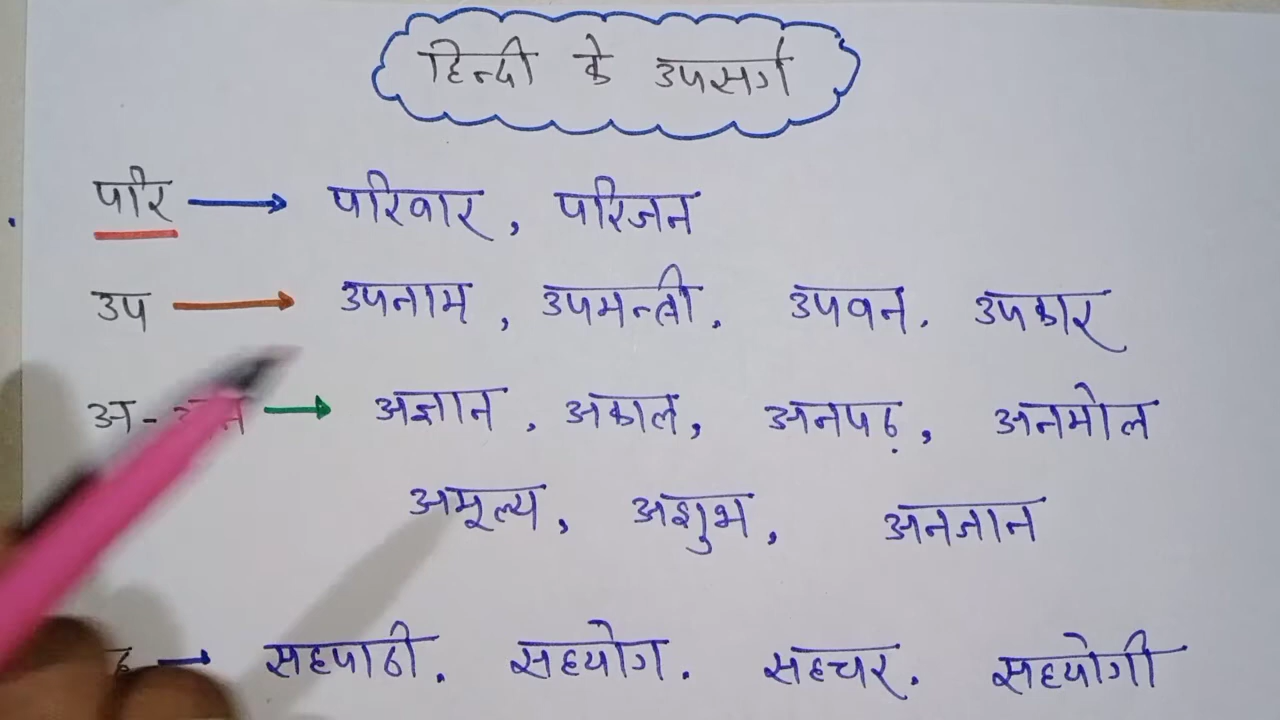 हिन्दी के उपसर्ग
परि → परिवार, परिजन
उप → उपनाम, उपमन्त्री. उपवन. उपकार
अ- → अज्ञान, अकाल, अनपढ़, अनमोल
अमूल्य, अशुभ, अनजान
→ सहपाठी. सहयोग. सहचर. सहयोगी